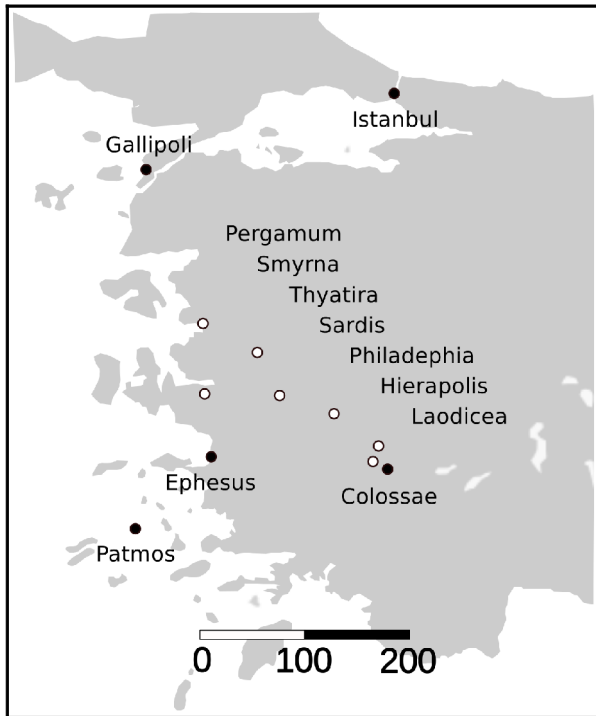 Istanbul
Gallipoli
Pergamum
Smyrna
Thyatira
Sardis
Philadephia
Hierapolis
Laodicea
Ephesus
Colossae
Patmos
0 100 200